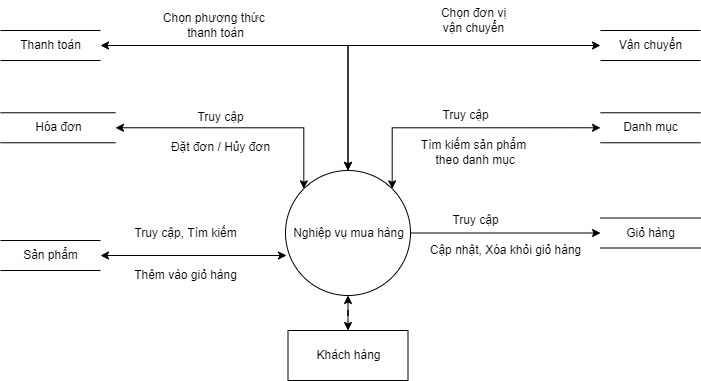 Chọn phương thức
thanh toán
Chọn đơn vị
vận chuyển
Thanh toán
Vận chuyển
Hóa đơn
Truy cập
Đặt đơn / Hủy đơn
Truy cập
Tìm kiếm sản phẩm
theo danh mục
Danh mục
Sản phẩm
Truy cập, Tìm kiếm
Thêm vào giỏ hàng
Nghiệp vụ mua hàng
Truy cập
Cập nhật, Xóa khỏi giỏ hàng
Giỏ hàng
Khách hàng